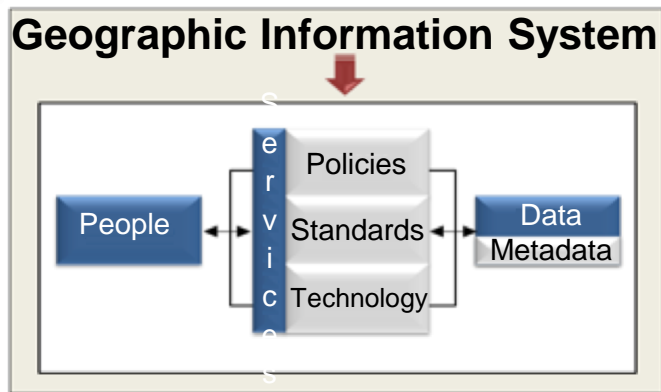 Geographic Information System
People
Services
Policies
Standards
Technology
Data
Metadata